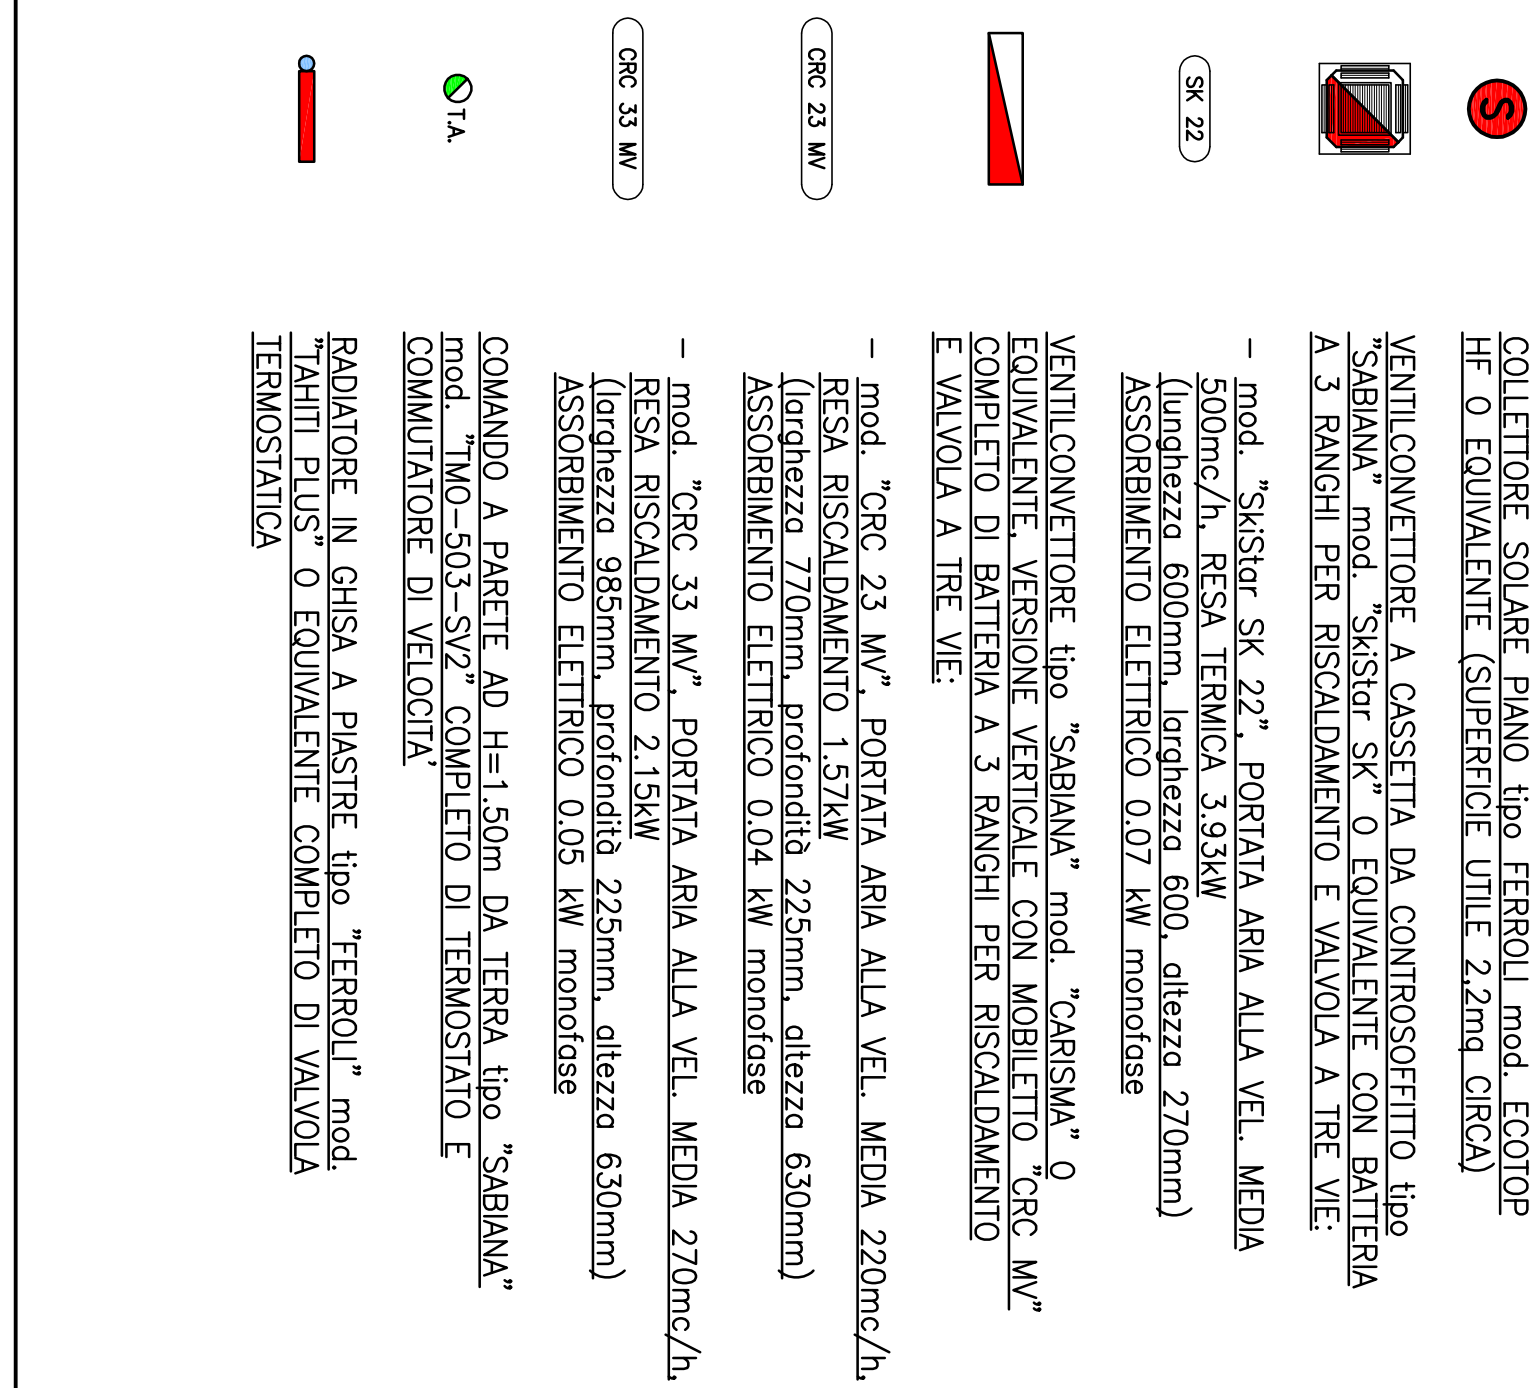 S
COLLETTORE SOLARE PIANO tipo FERROLI mod. ECOTOP
HF O EQUIVALENTE (SUPERFICIE UTILE 2,2mq CIRCA)
VENTILCONVETTORE A CASSETTA DA CONTROSOFFITTO tipo
"SABIANA" mod. "SkiStar SK" O EQUIVALENTE CON BATTERIA
A 3 RANGHI PER RISCALDAMENTO E VALVOLA A TRE VIE:
SK 22
– mod. "SkiStar SK 22", PORTATA ARIA ALLA VEL. MEDIA
500mc/h, RESA TERMICA 3.93kW
(lunghezza 600mm, larghezza 600, altezza 270mm)
ASSORBIMENTO ELETTRICO 0.07 kW monofase
VENTILCONVETTORE tipo "SABIANA" mod. "CARISMA" O
EQUIVALENTE, VERSIONE VERTICALE CON MOBILETTO "CRC MV"
COMPLETO DI BATTERIA A 3 RANGHI PER RISCALDAMENTO
E VALVOLA A TRE VIE:
CRC 23 MV
– mod. "CRC 23 MV", PORTATA ARIA ALLA VEL. MEDIA 220mc/h,
RESA RISCALDAMENTO 1.57kW
(larghezza 770mm, profondità 225mm, altezza 630mm)
ASSORBIMENTO ELETTRICO 0.04 kW monofase
CRC 33 MV
– mod. "CRC 33 MV", PORTATA ARIA ALLA VEL. MEDIA 270mc/h,
RESA RISCALDAMENTO 2.15kW
(larghezza 985mm, profondità 225mm, altezza 630mm)
ASSORBIMENTO ELETTRICO 0.05 kW monofase
T.A.
COMANDO A PARETE AD H=1.50m DA TERRA tipo "SABIANA"
mod. "TMO–503–SV2" COMPLETO DI TERMOSTATO E
COMMUTATORE DI VELOCITA'
RADIATORE IN GHISA A PIASTRE tipo "FERROLI" mod.
"TAHITI PLUS" O EQUIVALENTE COMPLETO DI VALVOLA
TERMOSTATICA